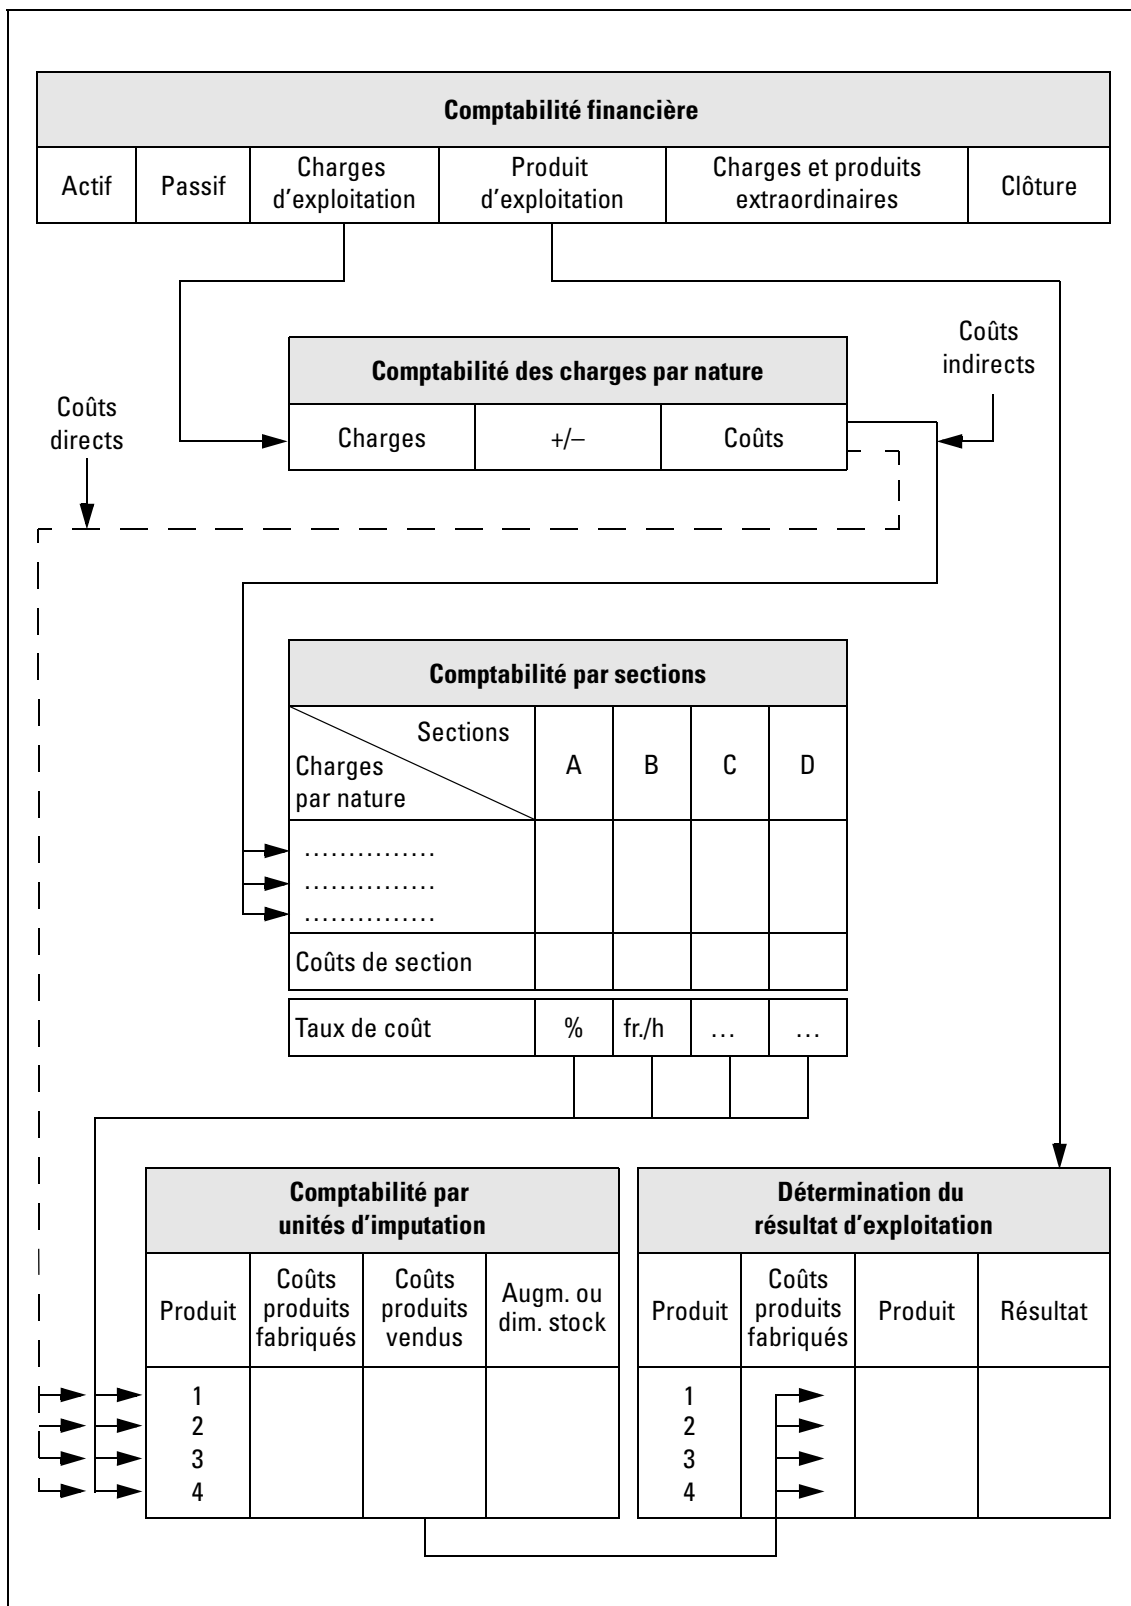 Comptabilité financière
Actif
Passif
Charges
d’exploitation
Produit
d’exploitation
Charges et produits
extraordinaires
Clôture
Coûts
indirects
Comptabilité des charges par nature
Coûts
directs
Charges
+/–
Coûts
Comptabilité par sections
Sections
Charges
par nature
A
B
C
D
...............
...............
...............
Coûts de section
Taux de coût
%
fr./h
...
...
Comptabilité par
unités d’imputation
Produit
Coûts
produits
fabriqués
Coûts
produits
vendus
Augm. ou
dim. stock
1
2
3
4
Détermination du
résultat d’exploitation
Produit
Coûts
produits
fabriqués
Produit
Résultat
1
2
3
4